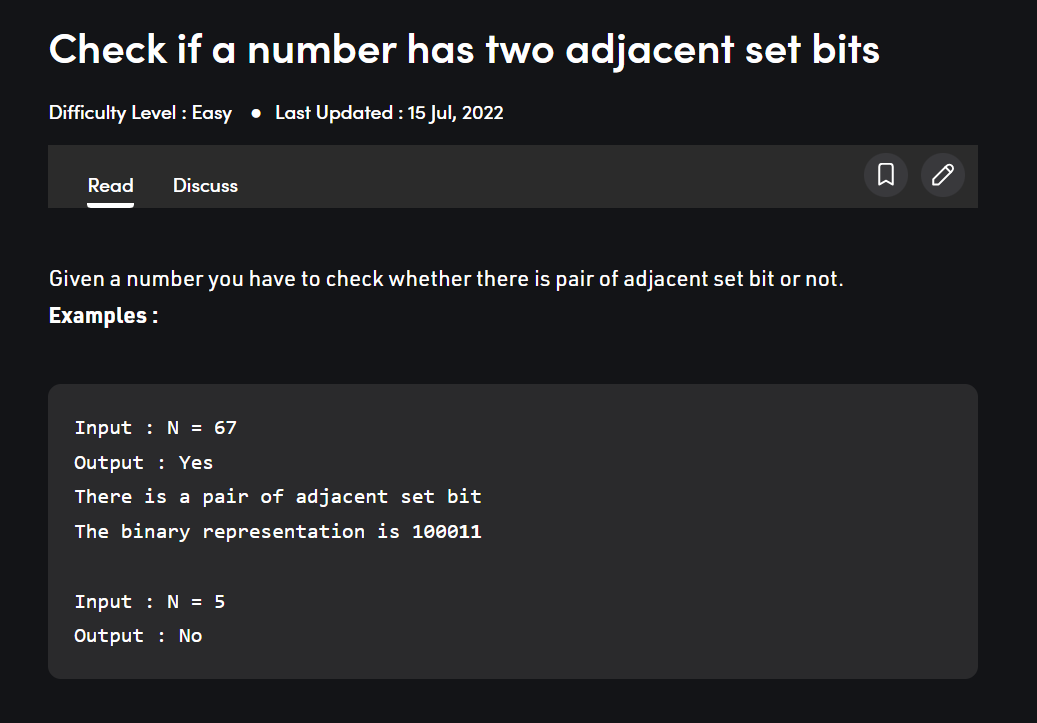 Check if a number has two adjacent set bits
Difficulty Level : Easy ● Last Updated : 15 Jul, 2022
Read Discuss
Given a number you have to check whether there is pair of adjacent set bit or not.
Examples :
Input : N = 67
Output : Yes
There is a pair of adjacent set bit
The binary representation is 100011
Input : N = 5
Output : No